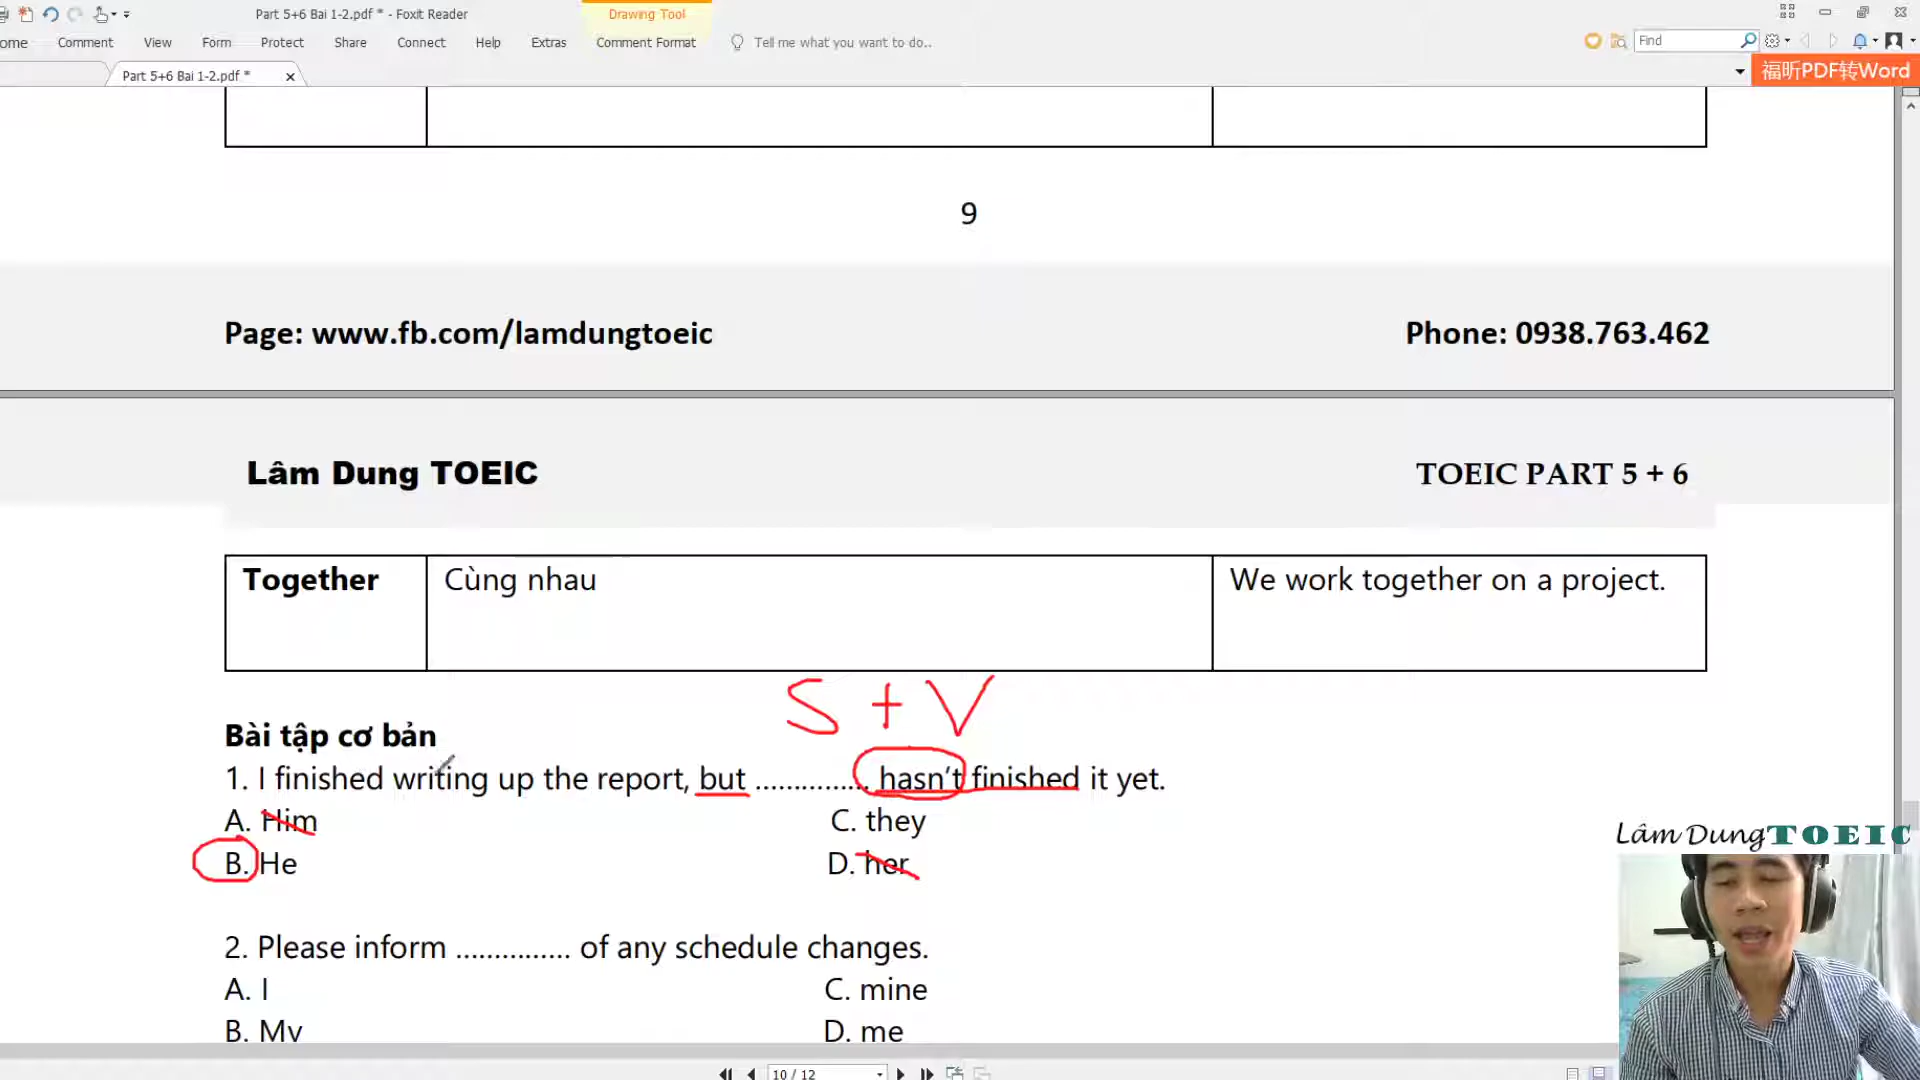 Part 5+6 Bai 1-2.pdf * - Foxit Reader
Drawing Tool
ome Comment View Form Protect Share Connect Help Extras Comment Format Tell me what you want to do.. Find
Part 5+6 Bai 1-2.pdf *
福昕PDF转Word
9
Page: www.fb.com/lamdungtoeic Phone: 0938.763.462
Lâm Dung TOEIC TOEIC PART 5 + 6
Together Cùng nhau We work together on a project.
S + V
Bài tập cơ bản
1. I finished writing up the report, but ............... hasn't finished it yet.
A. Him C. they
B. He D. her
2. Please inform ............... of any schedule changes.
A. I C. mine
B. My D. me
Lâm Dung TOEIC
10 / 12